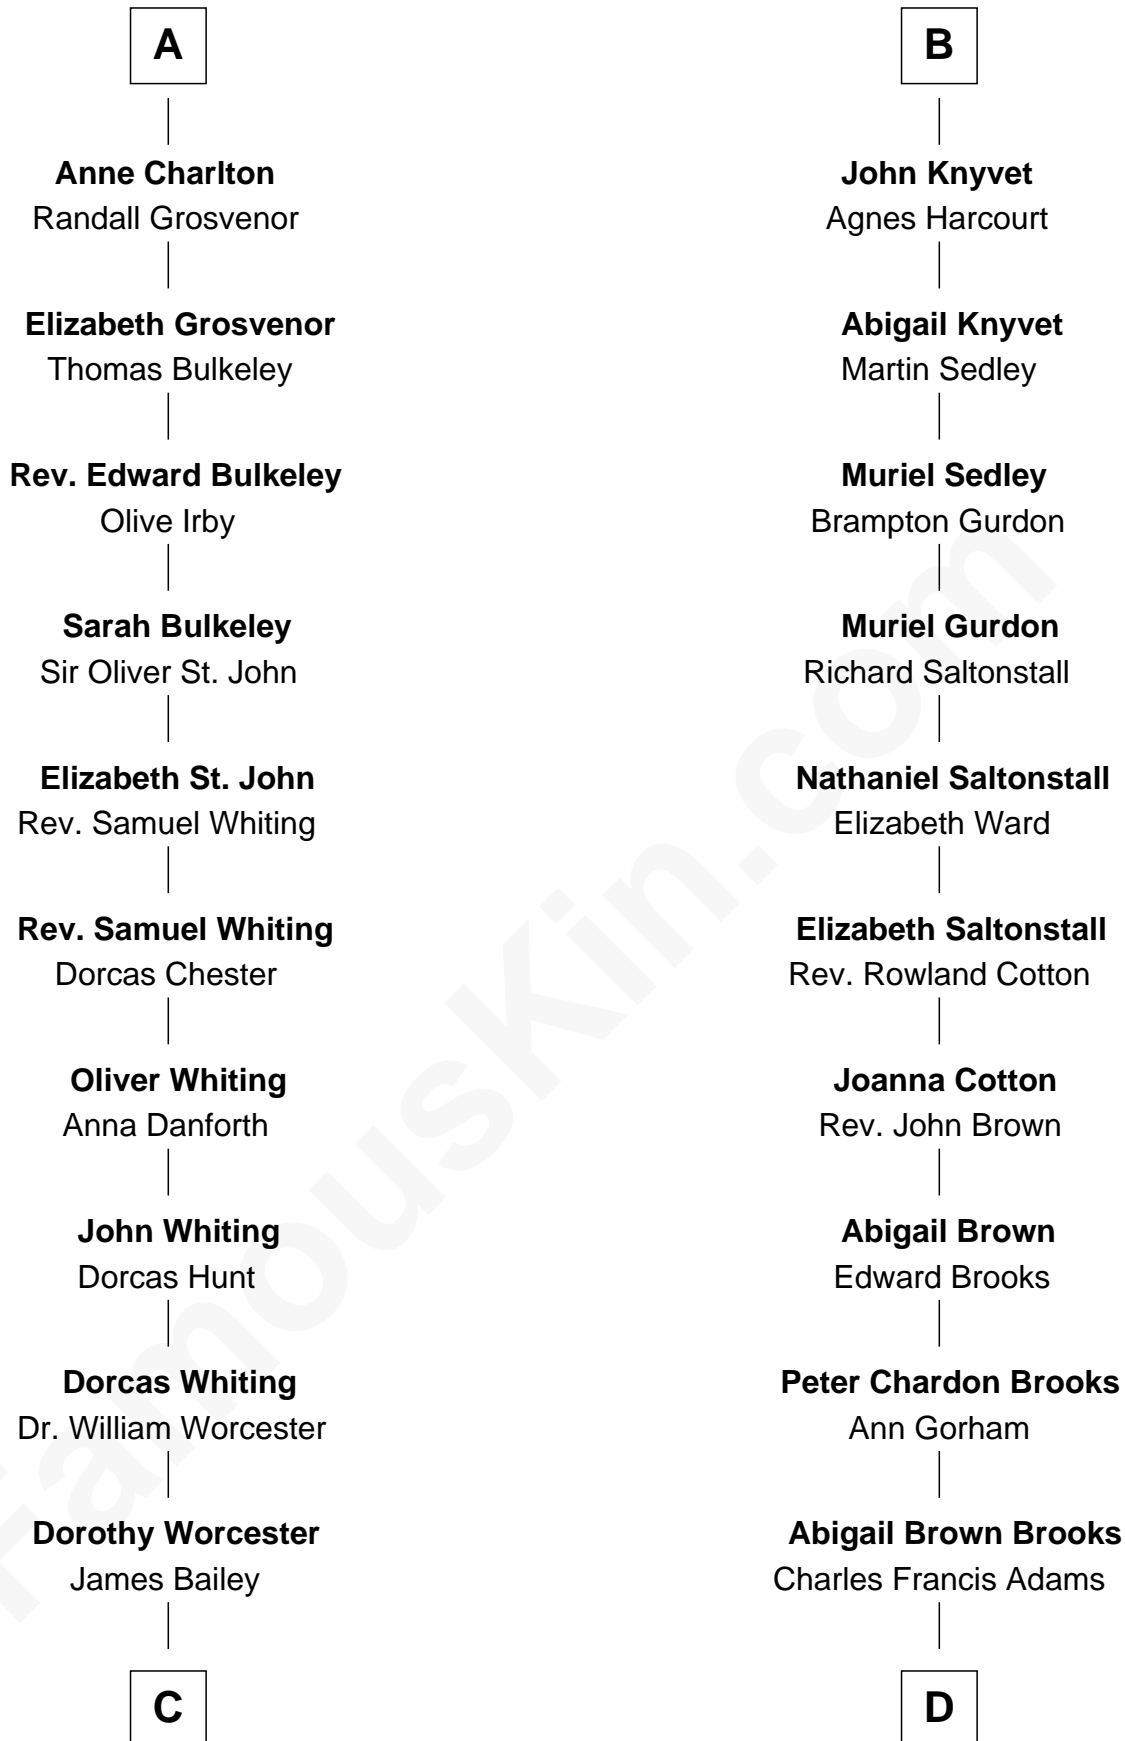 A
Anne Charlton
Randall Grosvenor
Elizabeth Grosvenor
Thomas Bulkeley
Rev. Edward Bulkeley
Olive Irby
Sarah Bulkeley
Sir Oliver St. John
Elizabeth St. John
Rev. Samuel Whiting
Rev. Samuel Whiting
Dorcas Chester
Oliver Whiting
Anna Danforth
John Whiting
Dorcas Hunt
Dorcas Whiting
Dr. William Worcester
Dorothy Worcester
James Bailey
C
B
John Knyvet
Agnes Harcourt
Abigail Knyvet
Martin Sedley
Muriel Sedley
Brampton Gurdon
Muriel Gurdon
Richard Saltonstall
Nathaniel Saltonstall
Elizabeth Ward
Elizabeth Saltonstall
Rev. Rowland Cotton
Joanna Cotton
Rev. John Brown
Abigail Brown
Edward Brooks
Peter Chardon Brooks
Ann Gorham
Abigail Brown Brooks
Charles Francis Adams
D
FamousKin.com